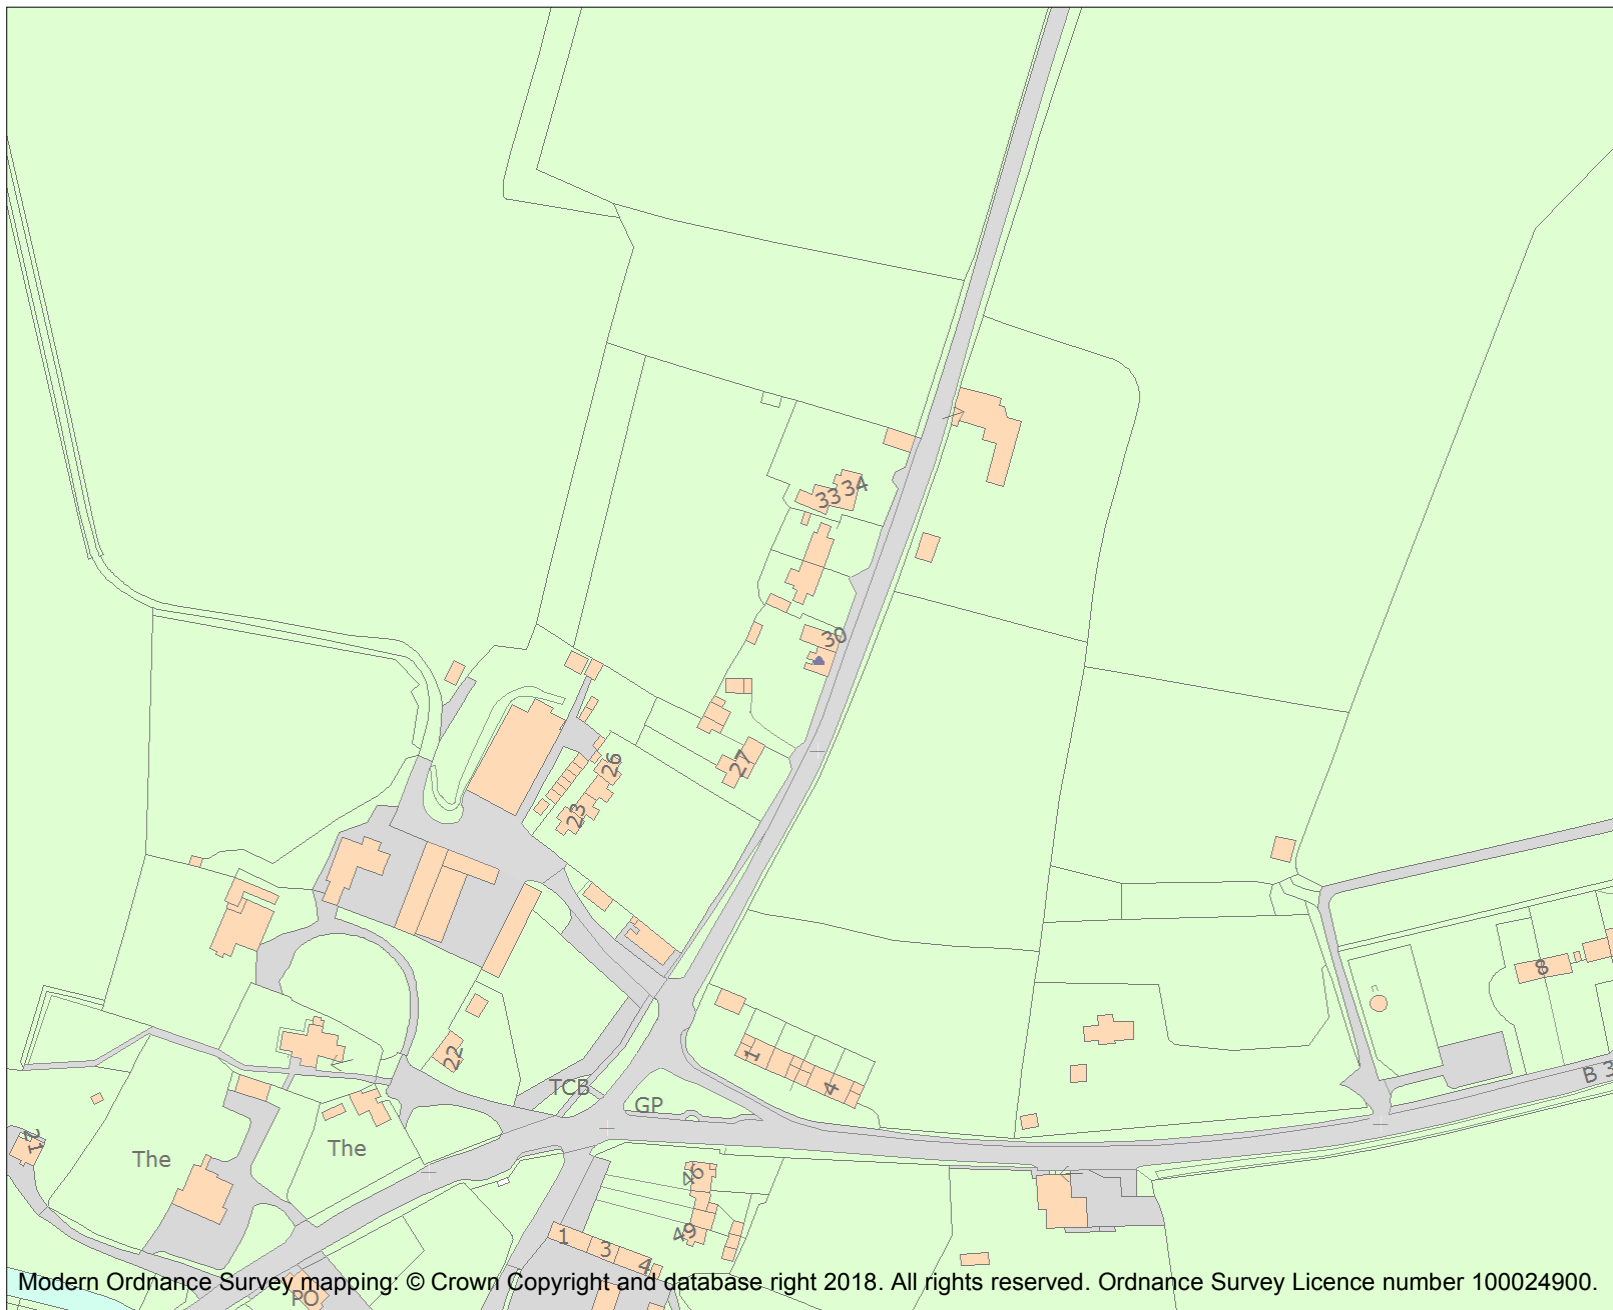 33 34
30
26
27
23
8
22
1
4
TCB
GP
B 3
21
The
The
46
49
1
3
4
PO
Modern Ordnance Survey mapping: © Crown Copyright and database right 2018. All rights reserved. Ordnance Survey Licence number 100024900.